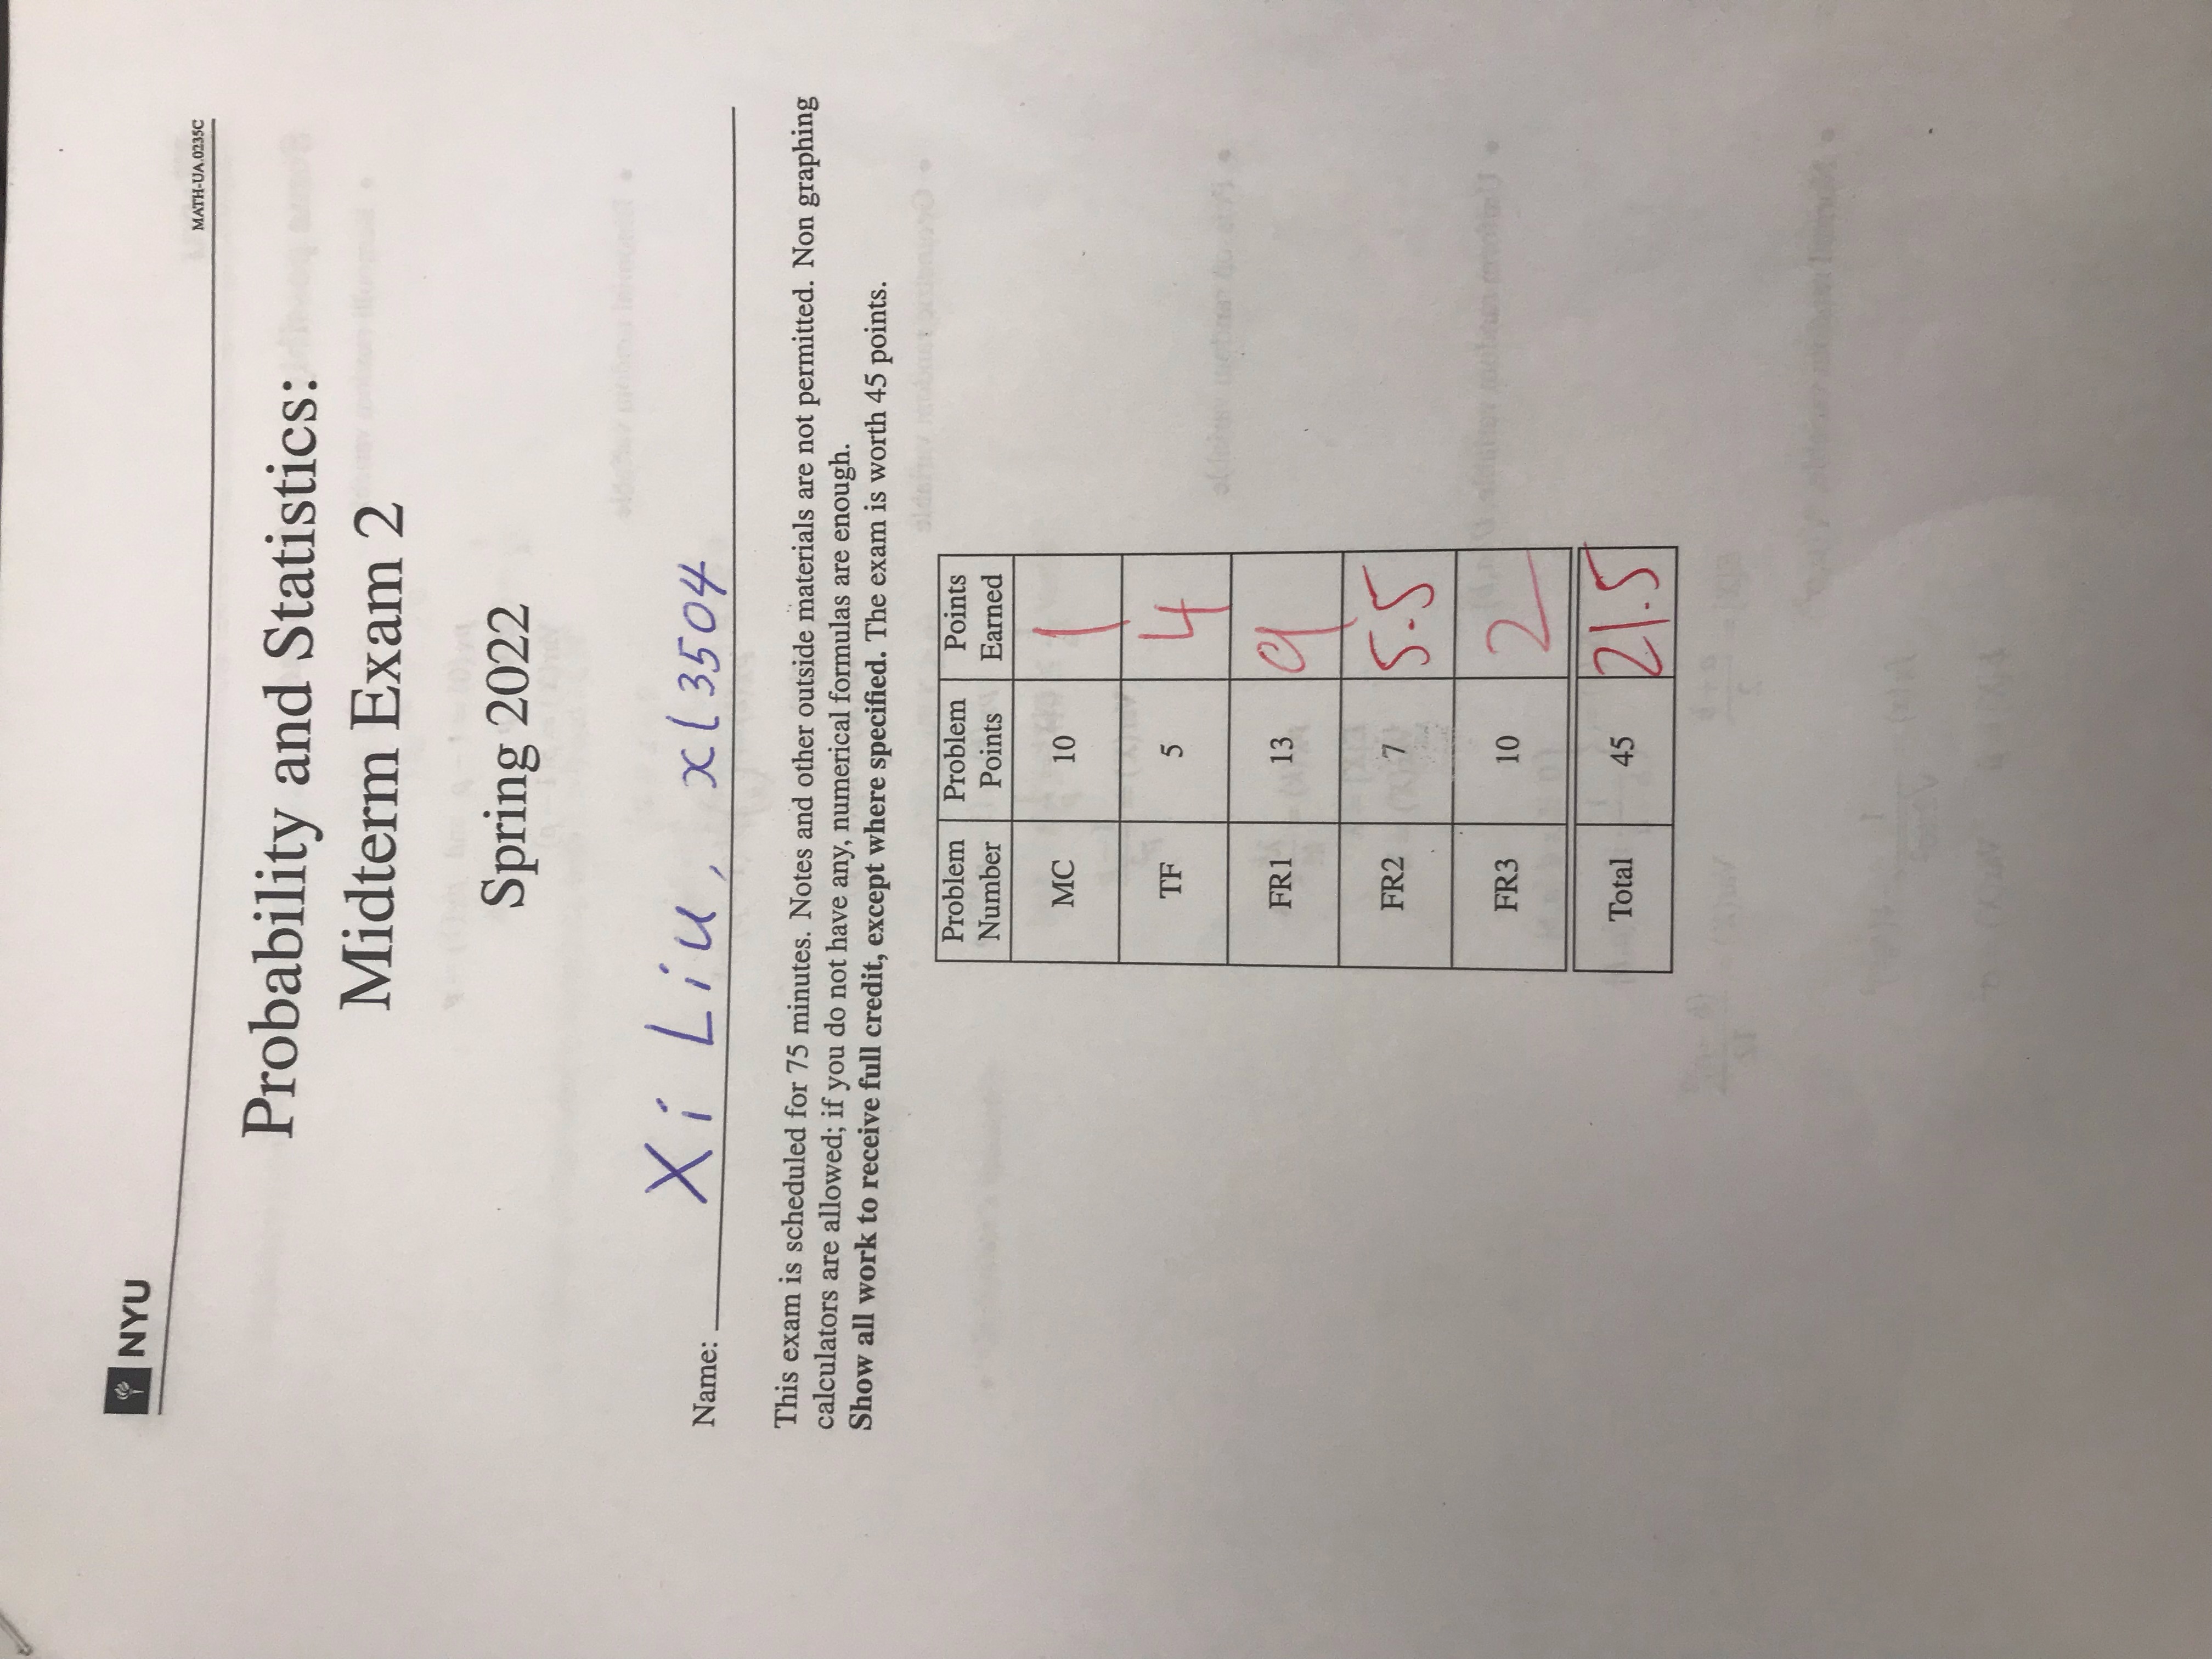 NYU
MATH-UA.0235C
Probability and Statistics:
Midterm Exam 2
Spring 2022
Name: Xi Liu, xl3504
This exam is scheduled for 75 minutes. Notes and other outside materials are not permitted. Non graphing
calculators are allowed; if you do not have any, numerical formulas are enough.
Show all work to receive full credit, except where specified. The exam is worth 45 points.
Problem Number Problem Points Points Earned
MC 10 1
TF 5 4
FR1 13 9
FR2 7 5.5
FR3 10 2
Total 45 21.5